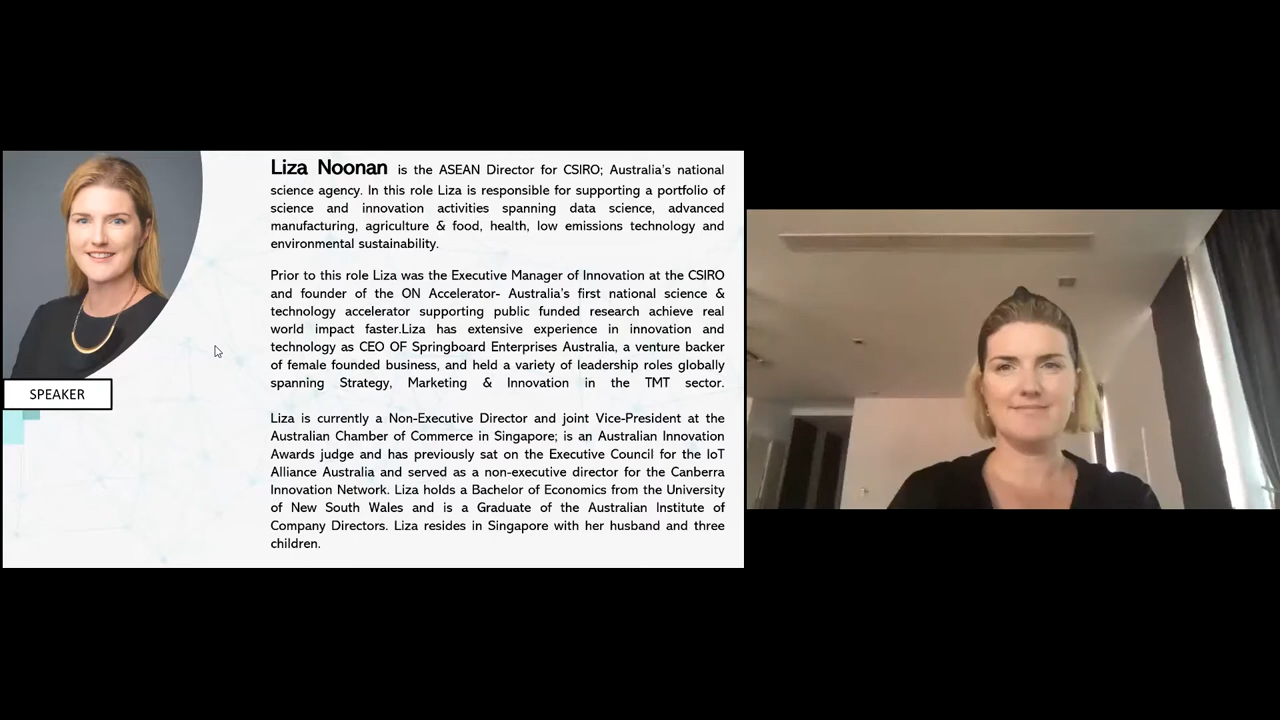 Liza Noonan is the ASEAN Director for CSIRO; Australia's national
science agency. In this role Liza is responsible for supporting a portfolio of
science and innovation activities spanning data science, advanced
manufacturing, agriculture & food, health, low emissions technology and
environmental sustainability.
Prior to this role Liza was the Executive Manager of Innovation at the CSIRO
and founder of the ON Accelerator- Australia's first national science &
technology accelerator supporting public funded research achieve real
world impact faster.Liza has extensive experience in innovation and
technology as CEO OF Springboard Enterprises Australia, a venture backer
of female founded business, and held a variety of leadership roles globally
spanning Strategy, Marketing & Innovation in the TMT sector.
Liza is currently a Non-Executive Director and joint Vice-President at the
Australian Chamber of Commerce in Singapore; is an Australian Innovation
Awards judge and has previously sat on the Executive Council for the IoT
Alliance Australia and served as a non-executive director for the Canberra
Innovation Network. Liza holds a Bachelor of Economics from the University
of New South Wales and is a Graduate of the Australian Institute of
Company Directors. Liza resides in Singapore with her husband and three
children.
SPEAKER